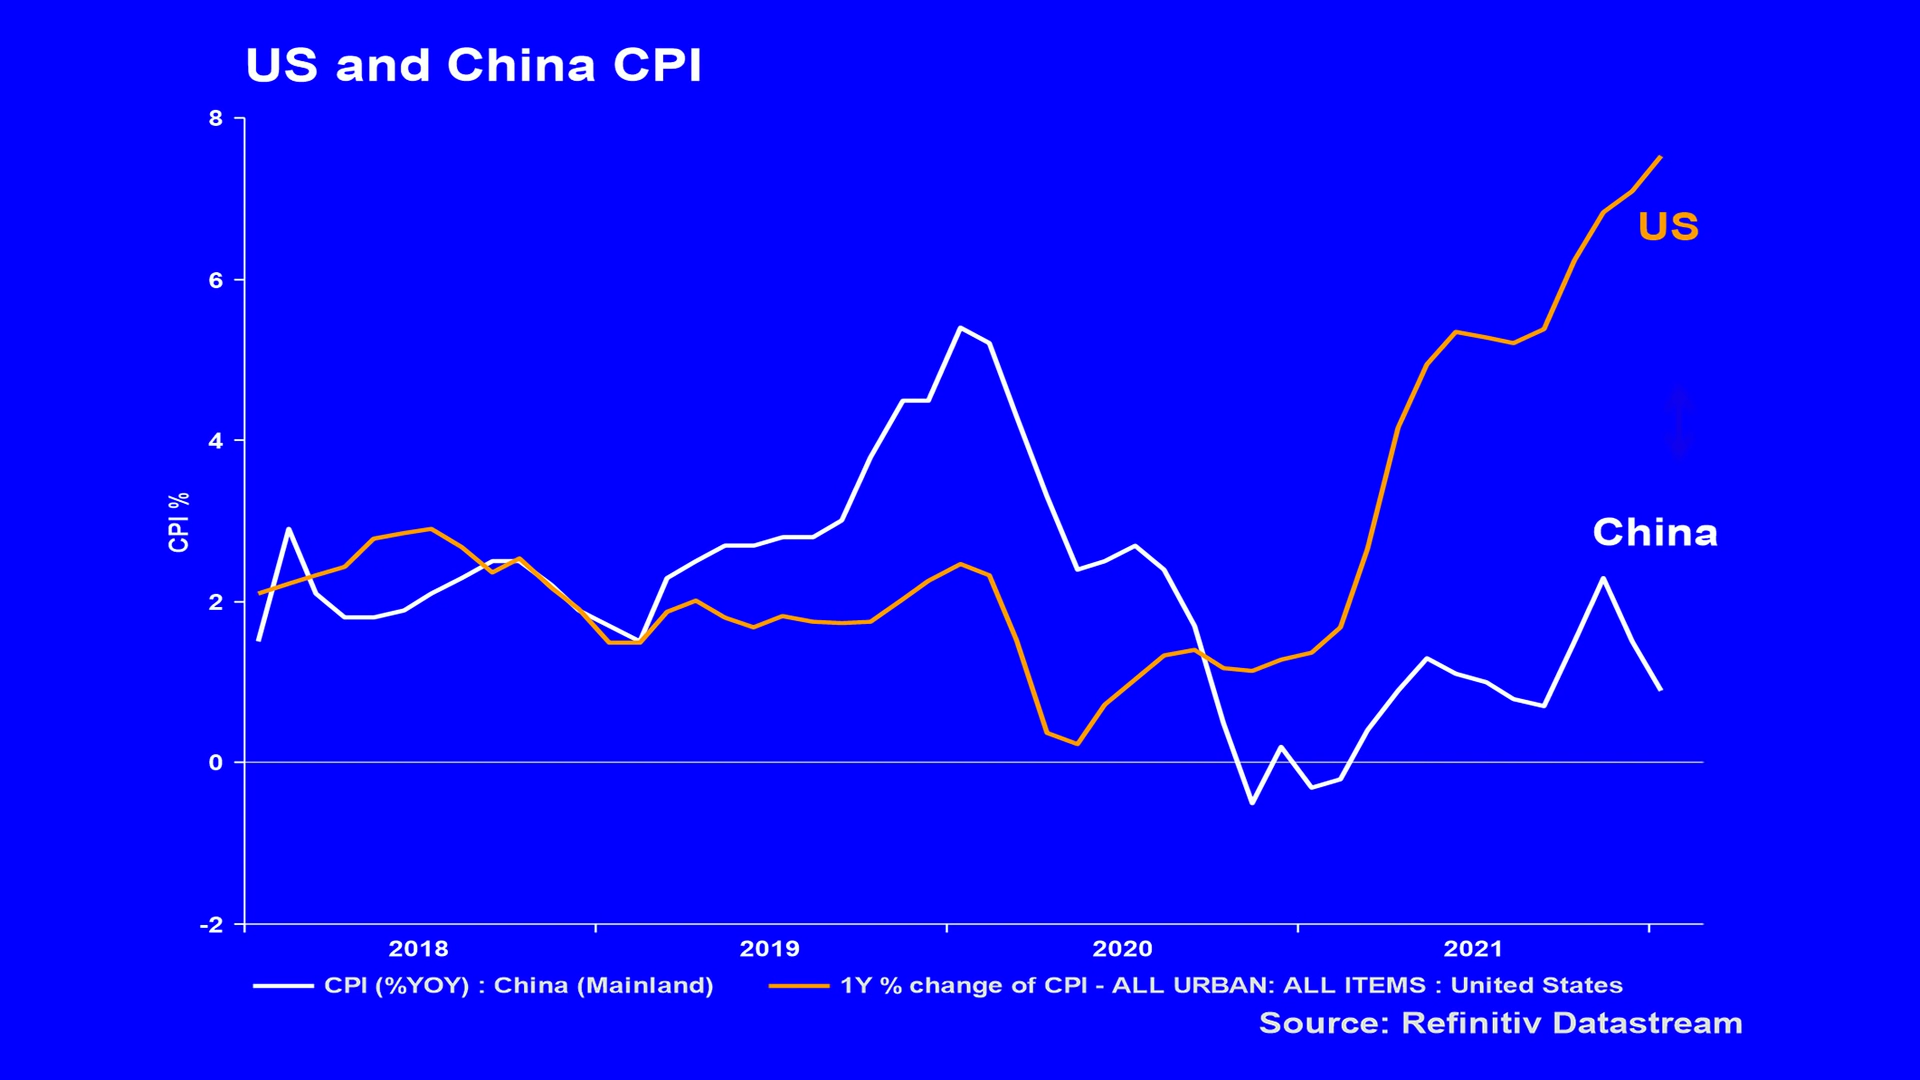 US and China CPI
8
6
4
2
0
-2
CPI %
US
China
2018 2019 2020 2021
CPI (%YOY) : China (Mainland) 1Y % change of CPI - ALL URBAN: ALL ITEMS : United States
Source: Refinitiv Datastream